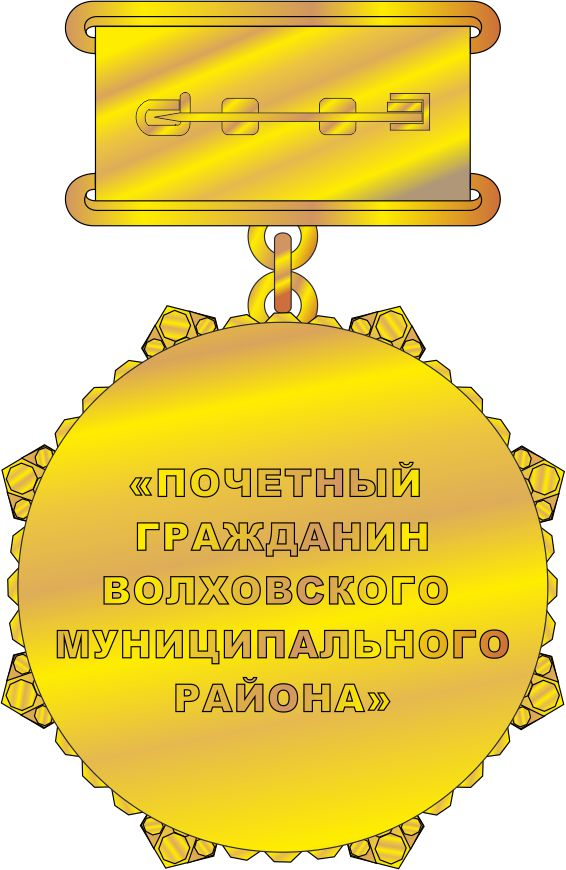 «ПОЧЕТНЫЙ
ГРАЖДАНИН
ВОЛХОВСКОГО
МУНИЦИПАЛЬНОГО
РАЙОНА»